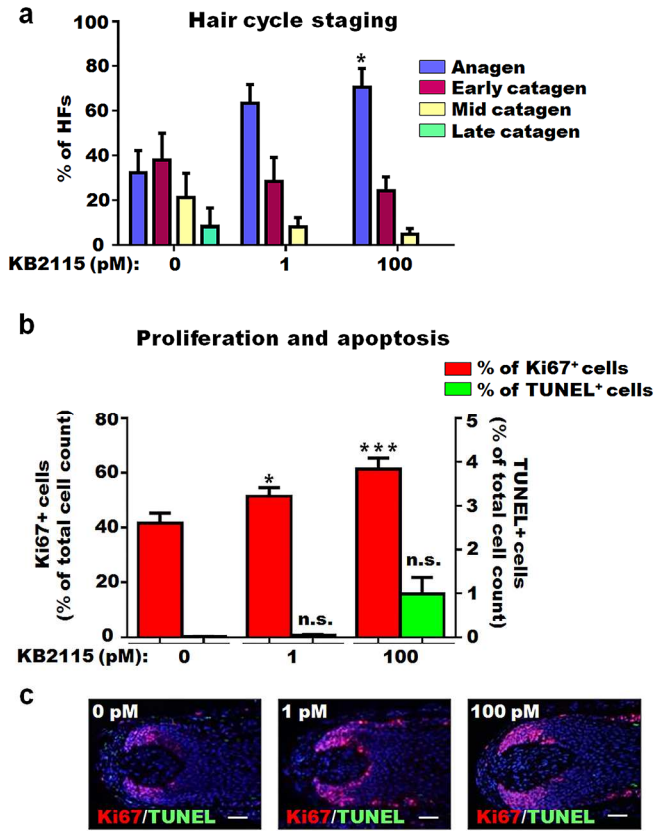 a
Hair cycle staging
100
80
60
40
20
0
% of HFs
*
Anagen
Early catagen
Mid catagen
Late catagen
KB2115 (pM): 0 1 100
b
Proliferation and apoptosis
% of Ki67+ cells
% of TUNEL+ cells
80
60
40
20
0
Ki67+ cells
(% of total cell count)
*
***
n.s.
n.s.
5
4
3
2
1
0
TUNEL+ cells
(% of total cell count)
KB2115 (pM): 0 1 100
c
0 pM 1 pM 100 pM
Ki67/TUNEL Ki67/TUNEL Ki67/TUNEL